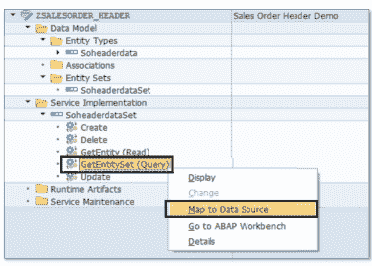 ZSALESORDER_HEADER Sales Order Header Demo
Data Model
Entity Types
Soheaderdata
Associations
Entity Sets
SoheaderdataSet
Service Implementation
SoheaderdataSet
Create
Delete
GetEntity (Read)
GetEntitySet (Query)
Update
Display
Change
Map to Data Source
Go to ABAP Workbench
Details
Runtime Artifacts
Service Maintenance